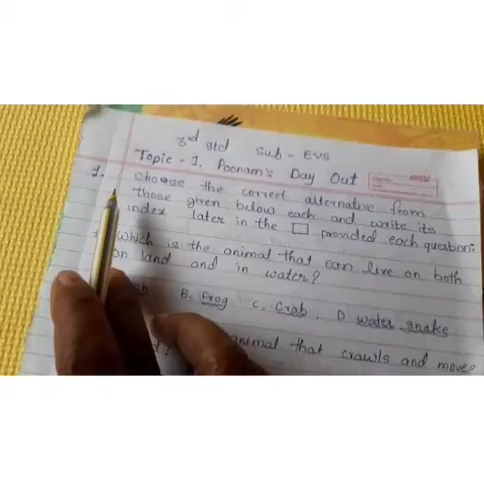 3rd std Sub - EVS
Topic - 1. Poonam's Day Out
1. Choose the correct alternative from
those given below each and write its
index later in the □ provided each question:
Which is the animal that can live on both
on land and in water?
B. Frog C. Crab. D water snake
animal that crawls and moves